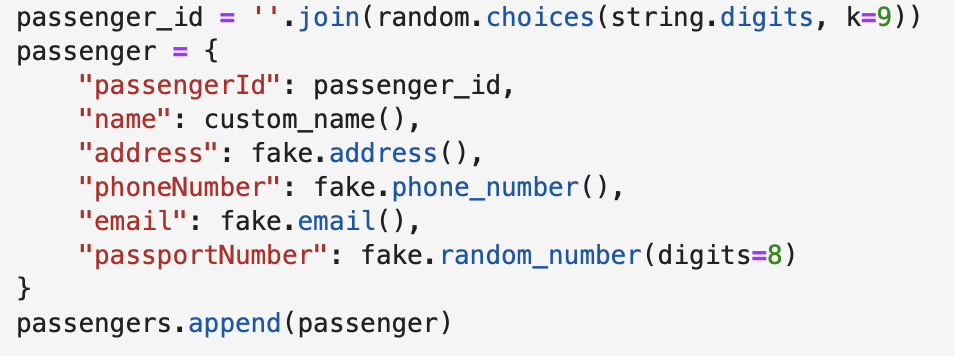 passenger_id = ''.join(random.choices(string.digits, k=9))
passenger = {
    "passengerId": passenger_id,
    "name": custom_name(),
    "address": fake.address(),
    "phoneNumber": fake.phone_number(),
    "email": fake.email(),
    "passportNumber": fake.random_number(digits=8)
}
passengers.append(passenger)